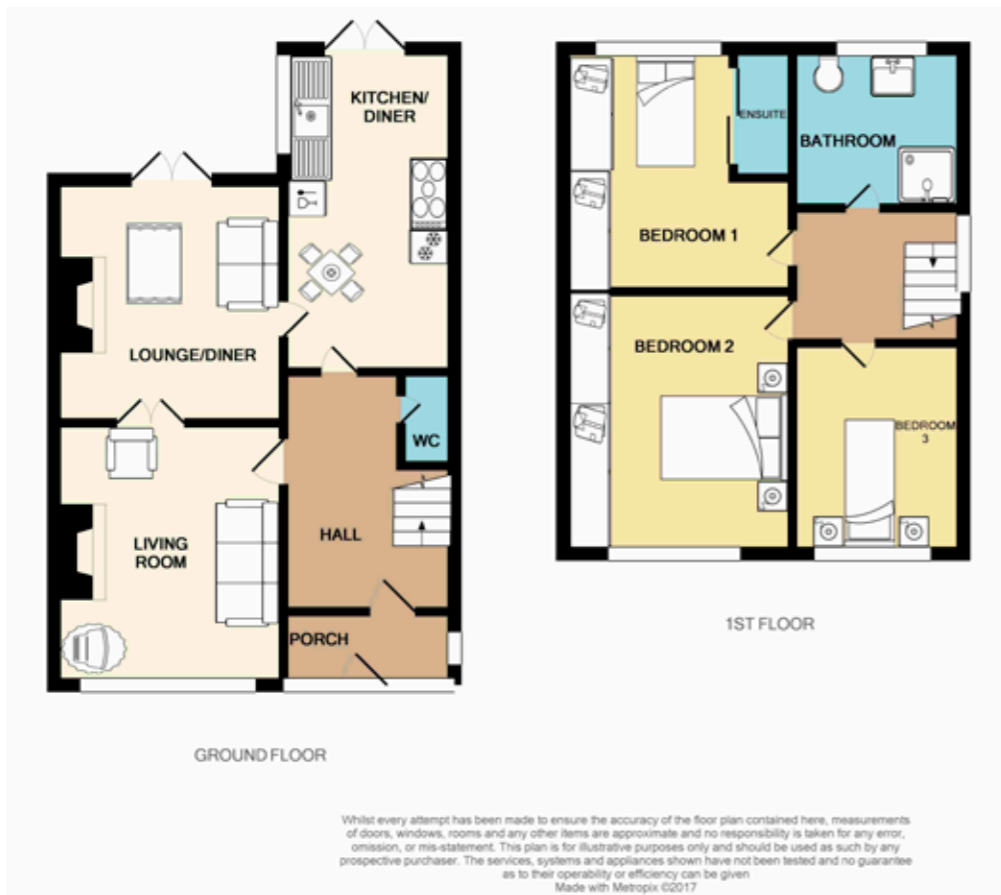 KITCHEN/
DINER
LOUNGE/DINER
WC
LIVING
ROOM
HALL
PORCH
GROUND FLOOR
ENSUITE
BATHROOM
BEDROOM 1
BEDROOM 2
BEDROOM
3
1ST FLOOR
Whilst every attempt has been made to ensure the accuracy of the floor plan contained here, measurements
of doors, windows, rooms and any other items are approximate and no responsibility is taken for any error,
omission, or mis-statement. This plan is for illustrative purposes only and should be used as such by any
prospective purchaser. The services, systems and appliances shown have not been tested and no guarantee
as to their operability or efficiency can be given
Made with Metropix ©2017